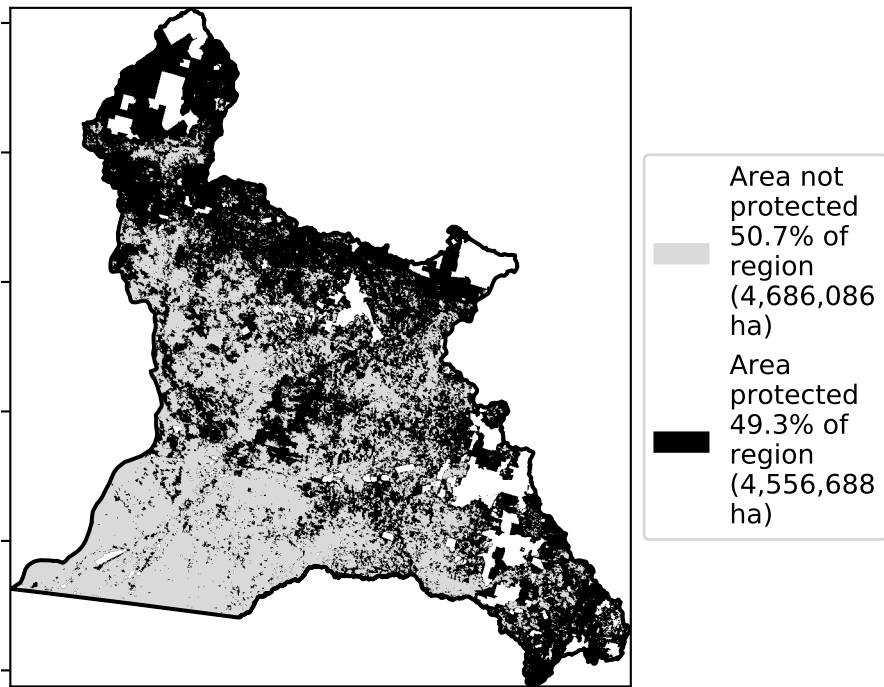 Area not
protected
50.7% of
region
(4,686,086
ha)
Area
protected
49.3% of
region
(4,556,688
ha)